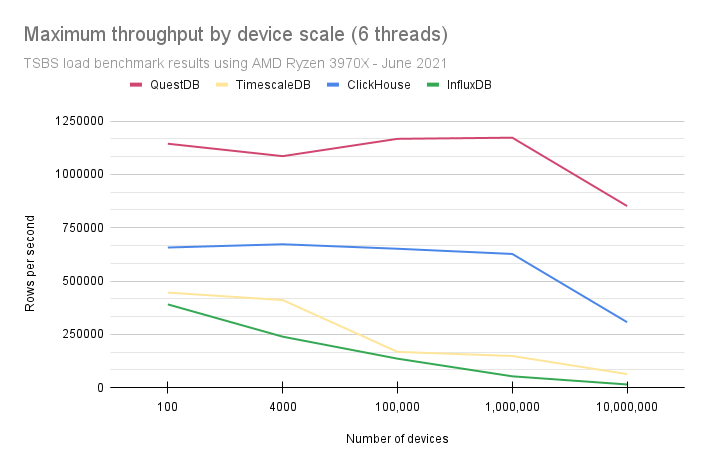 Maximum throughput by device scale (6 threads)
TSBS load benchmark results using AMD Ryzen 3970X - June 2021
QuestDB TimescaleDB ClickHouse InfluxDB
1250000
1000000
750000
500000
250000
0
Rows per second
100 4000 100,000 1,000,000 10,000,000
Number of devices